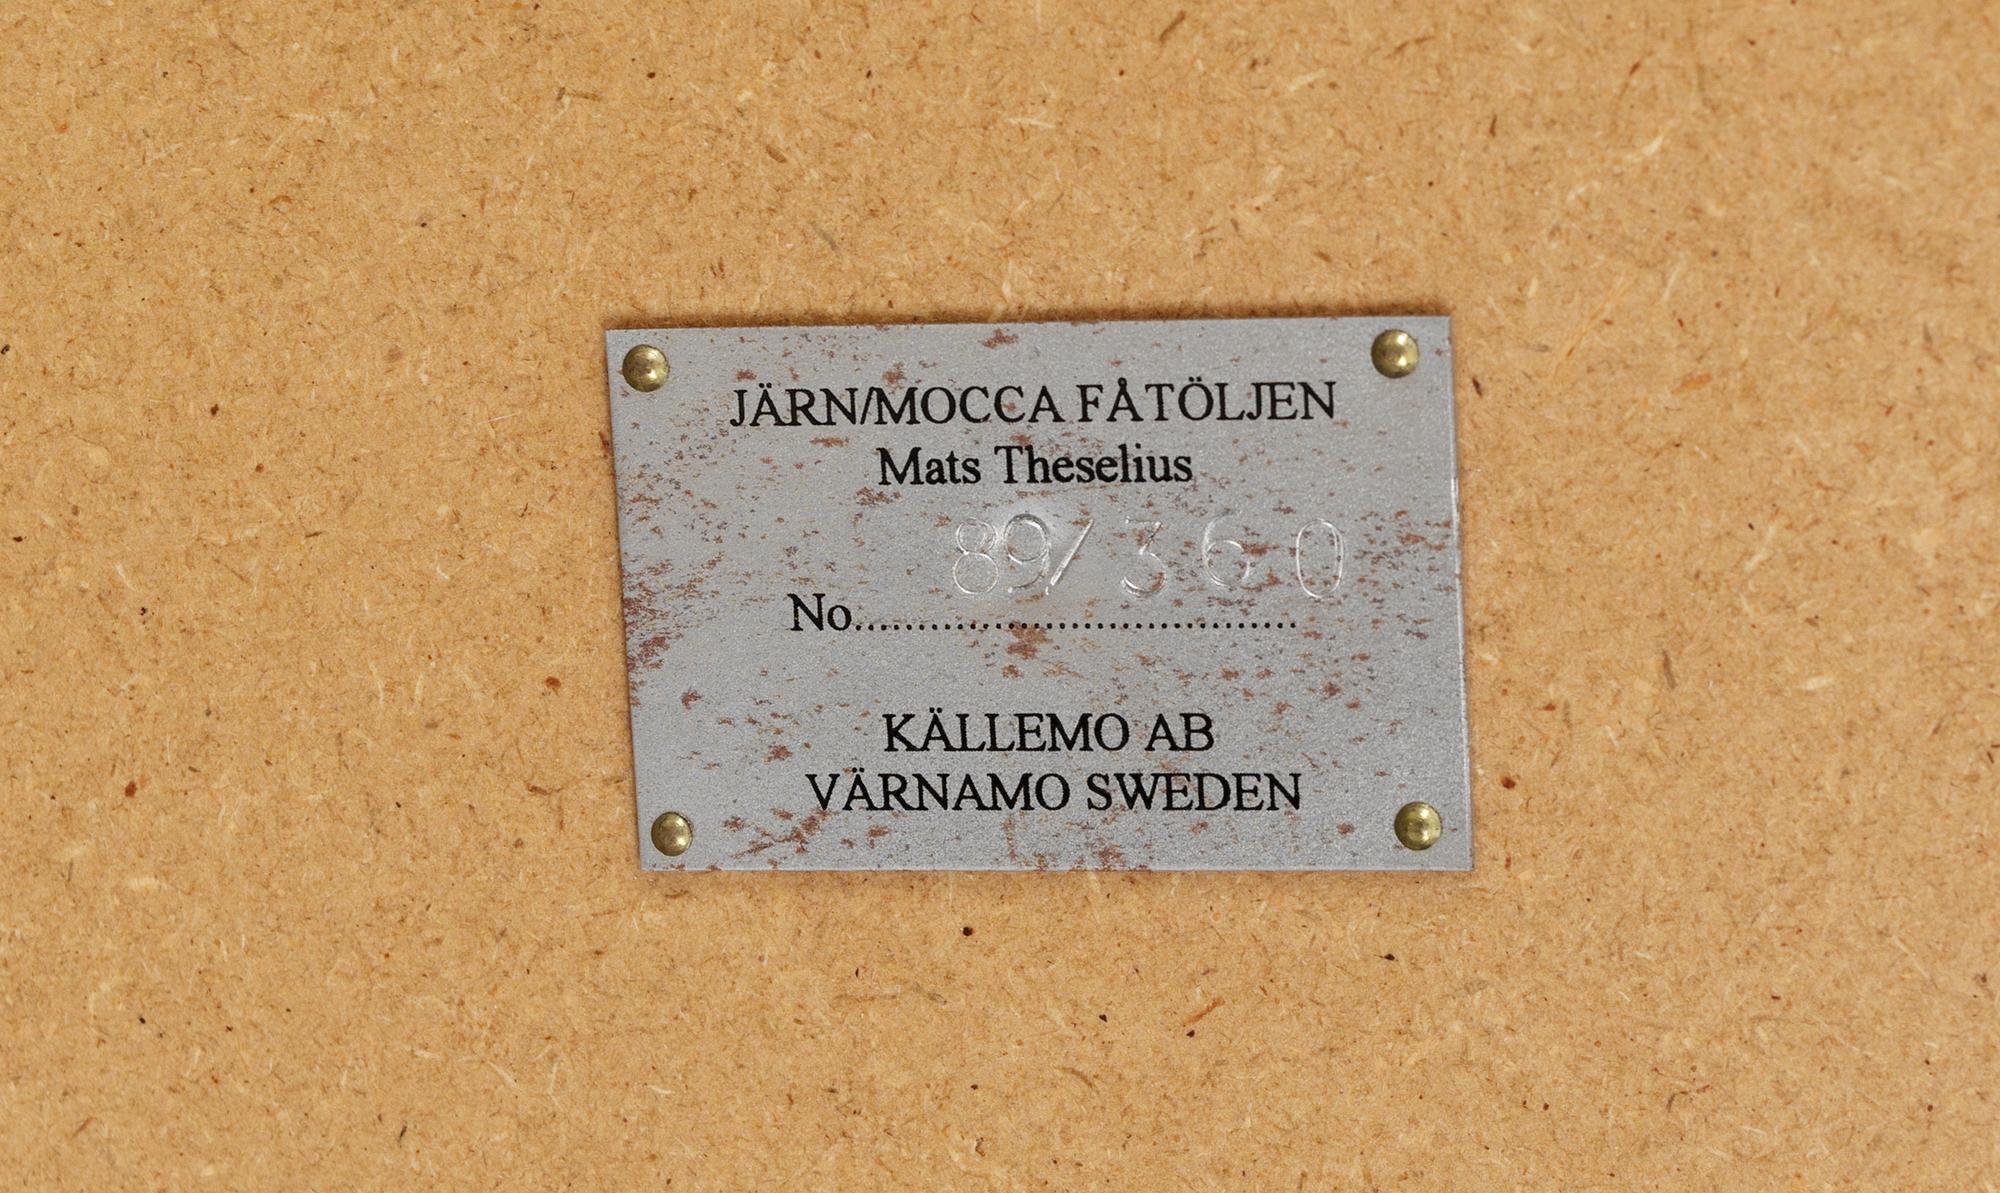 JÄRN/MOCCA FÅTÖLJEN
Mats Theselius
89/360
No...................................
KÄLLEMO AB
VÄRNAMO SWEDEN